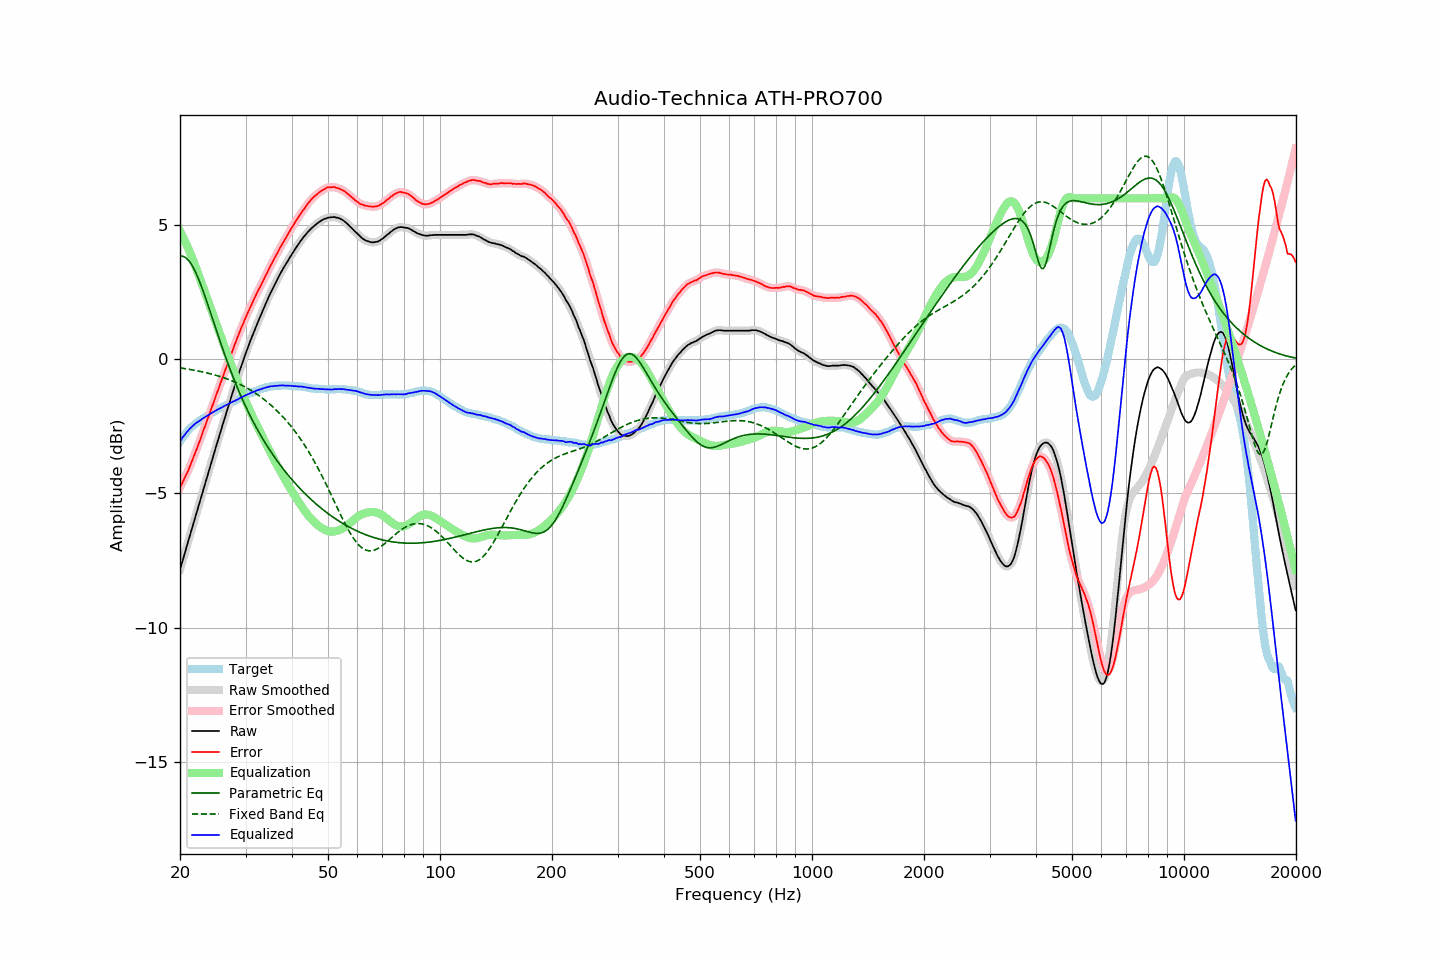 Audio-Technica ATH-PRO700
Amplitude (dBr)
5
0
−5
−10
−15
Target
Raw Smoothed
Error Smoothed
Raw
Error
Equalization
Parametric Eq
Fixed Band Eq
Equalized
20 50 100 200 500 1000 2000 5000 10000 20000
Frequency (Hz)